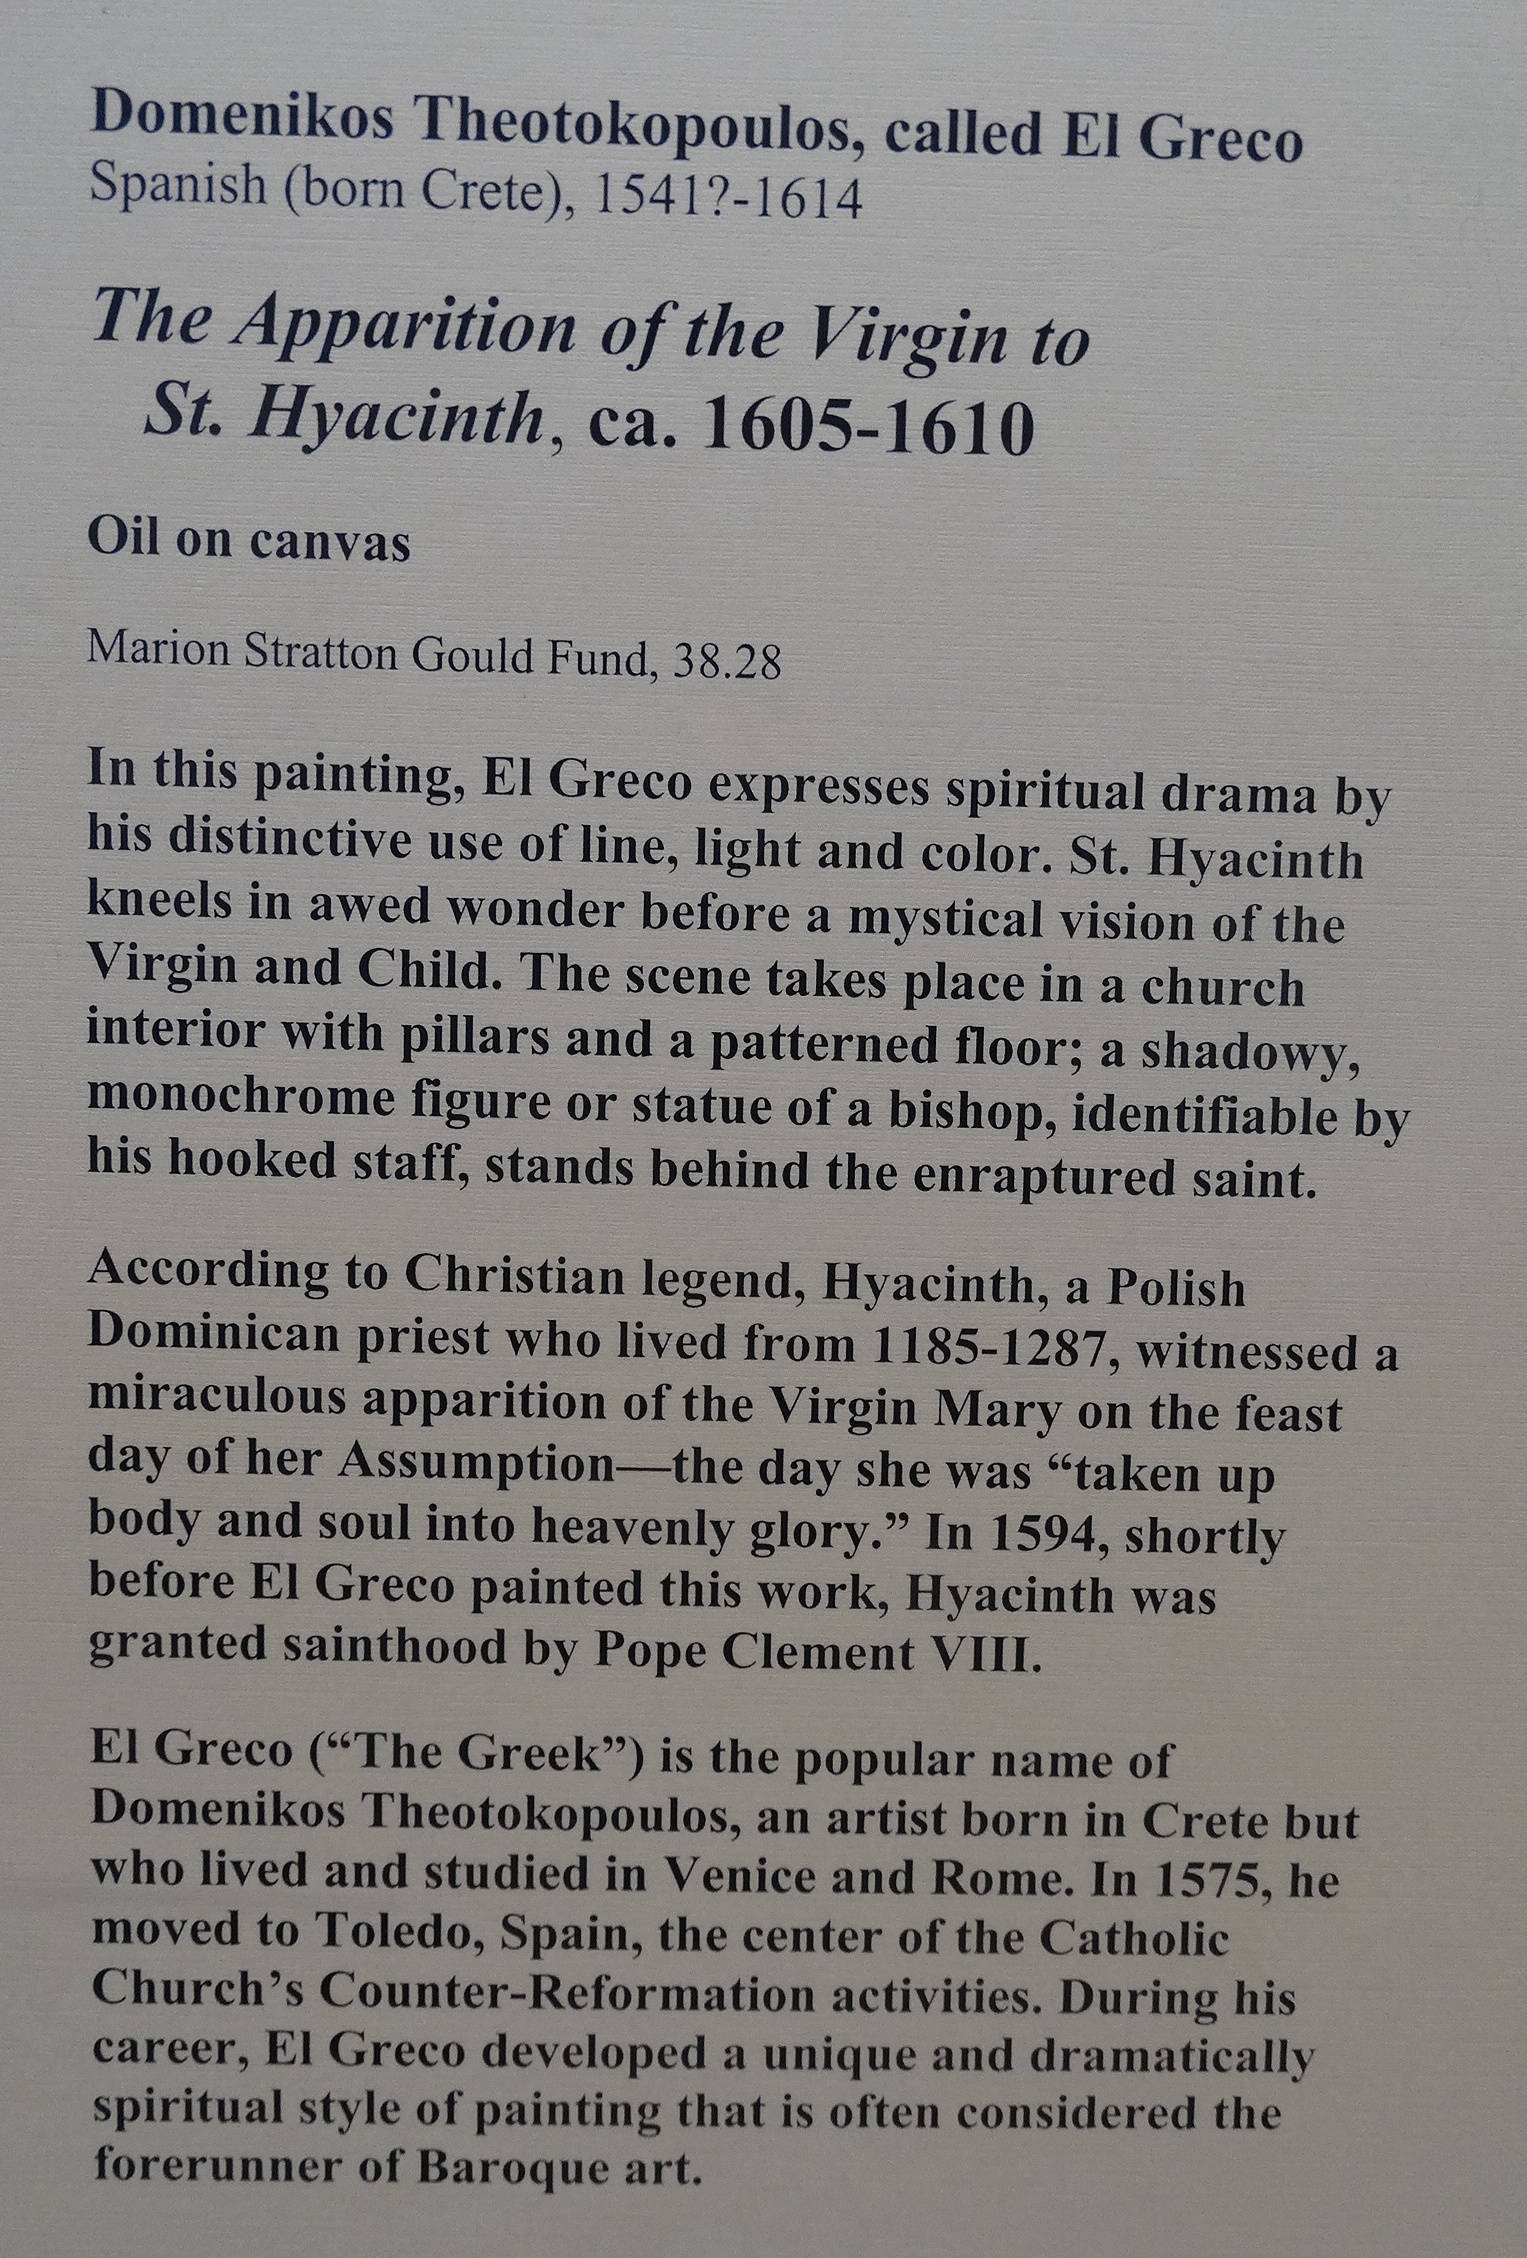 Domenikos Theotokopoulos, called El Greco
Spanish (born Crete), 1541?-1614
The Apparition of the Virgin to
St. Hyacinth, ca. 1605-1610
Oil on canvas
Marion Stratton Gould Fund, 38.28
In this painting, El Greco expresses spiritual drama by
his distinctive use of line, light and color. St. Hyacinth
kneels in awed wonder before a mystical vision of the
Virgin and Child. The scene takes place in a church
interior with pillars and a patterned floor; a shadowy,
monochrome figure or statue of a bishop, identifiable by
his hooked staff, stands behind the enraptured saint.
According to Christian legend, Hyacinth, a Polish
Dominican priest who lived from 1185-1287, witnessed a
miraculous apparition of the Virgin Mary on the feast
day of her Assumption—the day she was “taken up
body and soul into heavenly glory.” In 1594, shortly
before El Greco painted this work, Hyacinth was
granted sainthood by Pope Clement VIII.
El Greco (“The Greek”) is the popular name of
Domenikos Theotokopoulos, an artist born in Crete but
who lived and studied in Venice and Rome. In 1575, he
moved to Toledo, Spain, the center of the Catholic
Church’s Counter-Reformation activities. During his
career, El Greco developed a unique and dramatically
spiritual style of painting that is often considered the
forerunner of Baroque art.